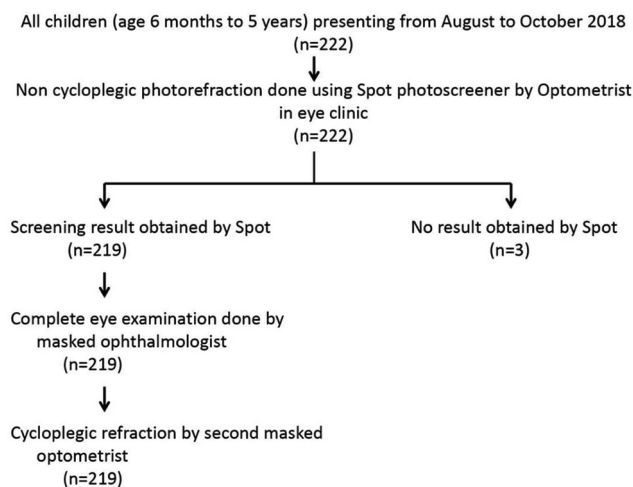 All children (age 6 months to 5 years) presenting from August to October 2018
(n=222)
Non cycloplegic photorefraction done using Spot photoscreener by Optometrist
in eye clinic
(n=222)
Screening result obtained by Spot
(n=219)
No result obtained by Spot
(n=3)
Complete eye examination done by
masked ophthalmologist
(n=219)
Cycloplegic refraction by second masked
optometrist
(n=219)